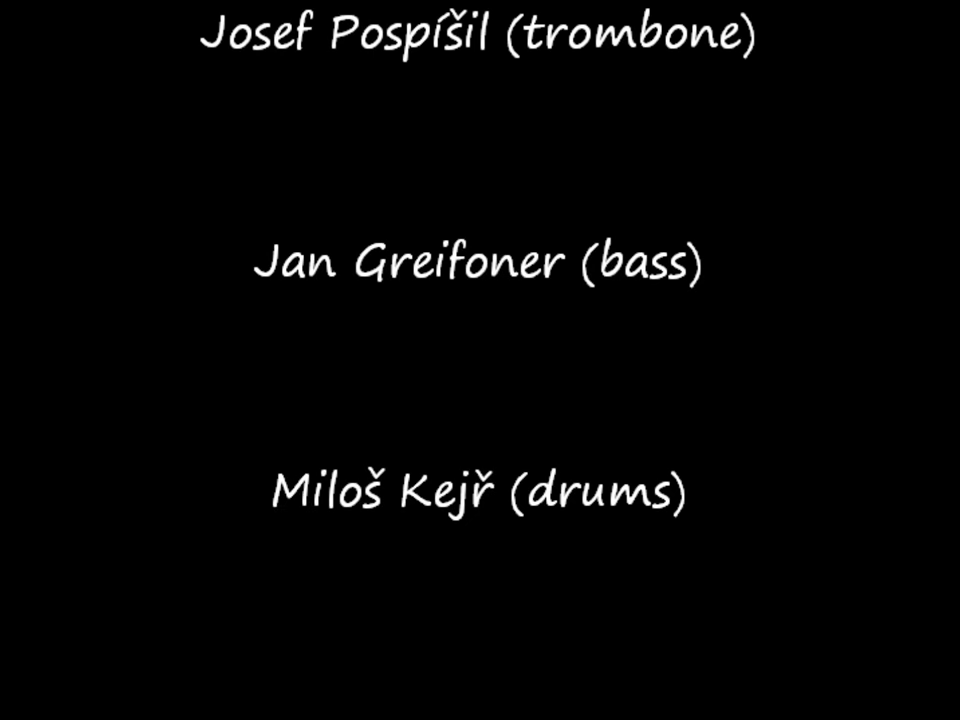 Josef Pospíšil (trombone)
Jan Greifoner (bass)
Miloš Kejř (drums)